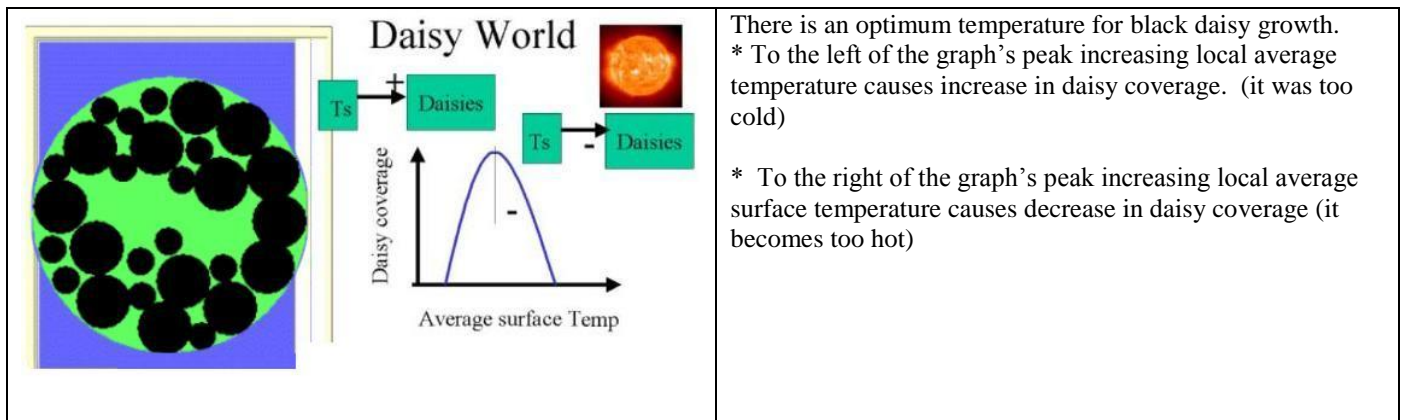 Daisy World
+
Ts
Daisies
Ts
-
Daisies
Daisy coverage
-
Average surface Temp
There is an optimum temperature for black daisy growth.
* To the left of the graph’s peak increasing local average
temperature causes increase in daisy coverage.  (it was too
cold)
*  To the right of the graph’s peak increasing local average
surface temperature causes decrease in daisy coverage (it
becomes too hot)